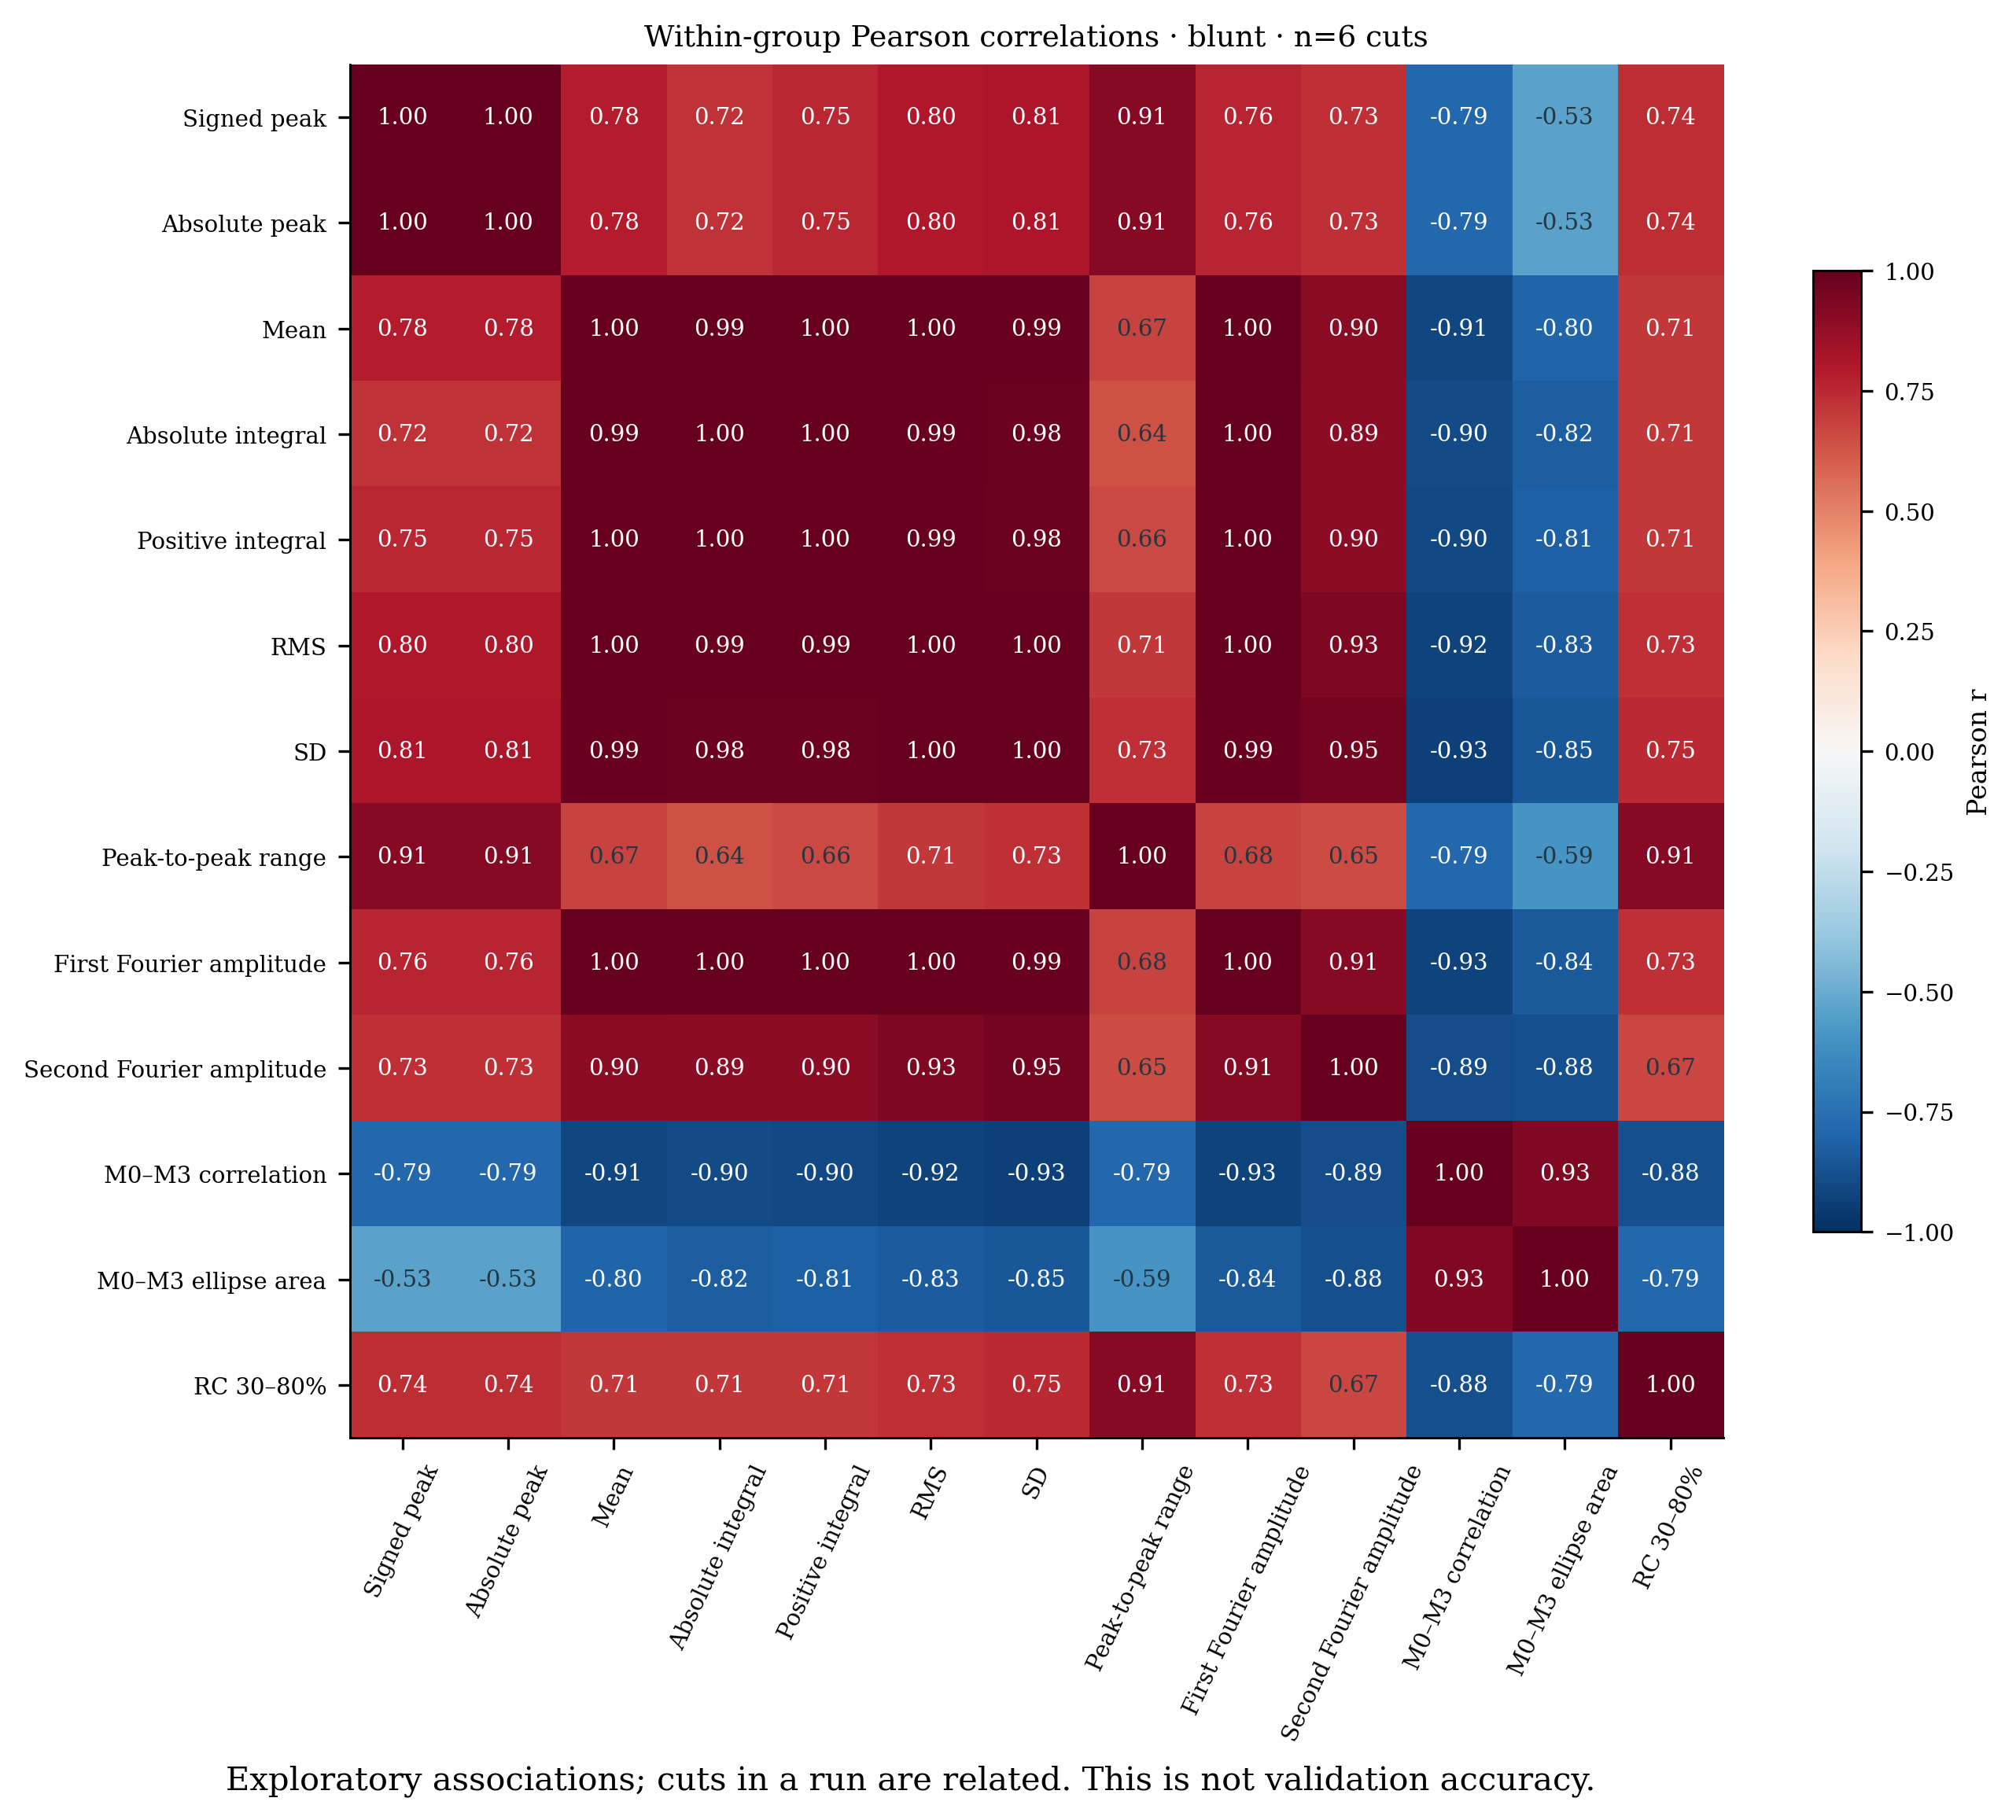 Within-group Pearson correlations · blunt · n=6 cuts
Signed peak 1.00 1.00 0.78 0.72 0.75 0.80 0.81 0.91 0.76 0.73 -0.79 -0.53 0.74
Absolute peak 1.00 1.00 0.78 0.72 0.75 0.80 0.81 0.91 0.76 0.73 -0.79 -0.53 0.74
Mean 0.78 0.78 1.00 0.99 1.00 1.00 0.99 0.67 1.00 0.90 -0.91 -0.80 0.71
Absolute integral 0.72 0.72 0.99 1.00 1.00 0.99 0.98 0.64 1.00 0.89 -0.90 -0.82 0.71
Positive integral 0.75 0.75 1.00 1.00 1.00 0.99 0.98 0.66 1.00 0.90 -0.90 -0.81 0.71
RMS 0.80 0.80 1.00 0.99 0.99 1.00 1.00 0.71 1.00 0.93 -0.92 -0.83 0.73
SD 0.81 0.81 0.99 0.98 0.98 1.00 1.00 0.73 0.99 0.95 -0.93 -0.85 0.75
Peak-to-peak range 0.91 0.91 0.67 0.64 0.66 0.71 0.73 1.00 0.68 0.65 -0.79 -0.59 0.91
First Fourier amplitude 0.76 0.76 1.00 1.00 1.00 1.00 0.99 0.68 1.00 0.91 -0.93 -0.84 0.73
Second Fourier amplitude 0.73 0.73 0.90 0.89 0.90 0.93 0.95 0.65 0.91 1.00 -0.89 -0.88 0.67
M0–M3 correlation -0.79 -0.79 -0.91 -0.90 -0.90 -0.92 -0.93 -0.79 -0.93 -0.89 1.00 0.93 -0.88
M0–M3 ellipse area -0.53 -0.53 -0.80 -0.82 -0.81 -0.83 -0.85 -0.59 -0.84 -0.88 0.93 1.00 -0.79
RC 30–80% 0.74 0.74 0.71 0.71 0.71 0.73 0.75 0.91 0.73 0.67 -0.88 -0.79 1.00
Signed peak
Absolute peak
Mean
Absolute integral
Positive integral
RMS
SD
Peak-to-peak range
First Fourier amplitude
Second Fourier amplitude
M0–M3 correlation
M0–M3 ellipse area
RC 30–80%
1.00
0.75
0.50
0.25
0.00
−0.25
−0.50
−0.75
−1.00
Pearson r
Exploratory associations; cuts in a run are related. This is not validation accuracy.